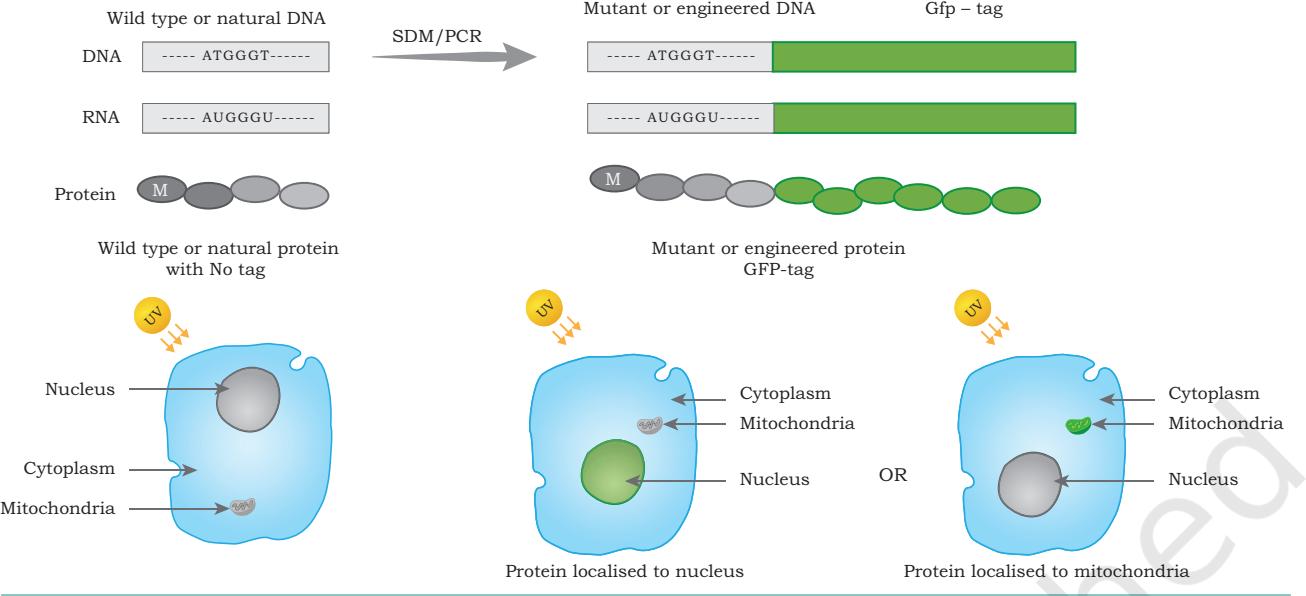 Wild type or natural DNA
Mutant or engineered DNA
Gfp – tag
DNA
----- ATGGGT------
SDM/PCR
----- ATGGGT------
RNA
----- AUGGGU------
----- AUGGGU------
Protein
M
M
Wild type or natural protein
with No tag
Mutant or engineered protein
GFP-tag
UV
Nucleus
Cytoplasm
Mitochondria
UV
Cytoplasm
Mitochondria
Nucleus
Protein localised to nucleus
OR
UV
Cytoplasm
Mitochondria
Nucleus
Protein localised to mitochondria
hed